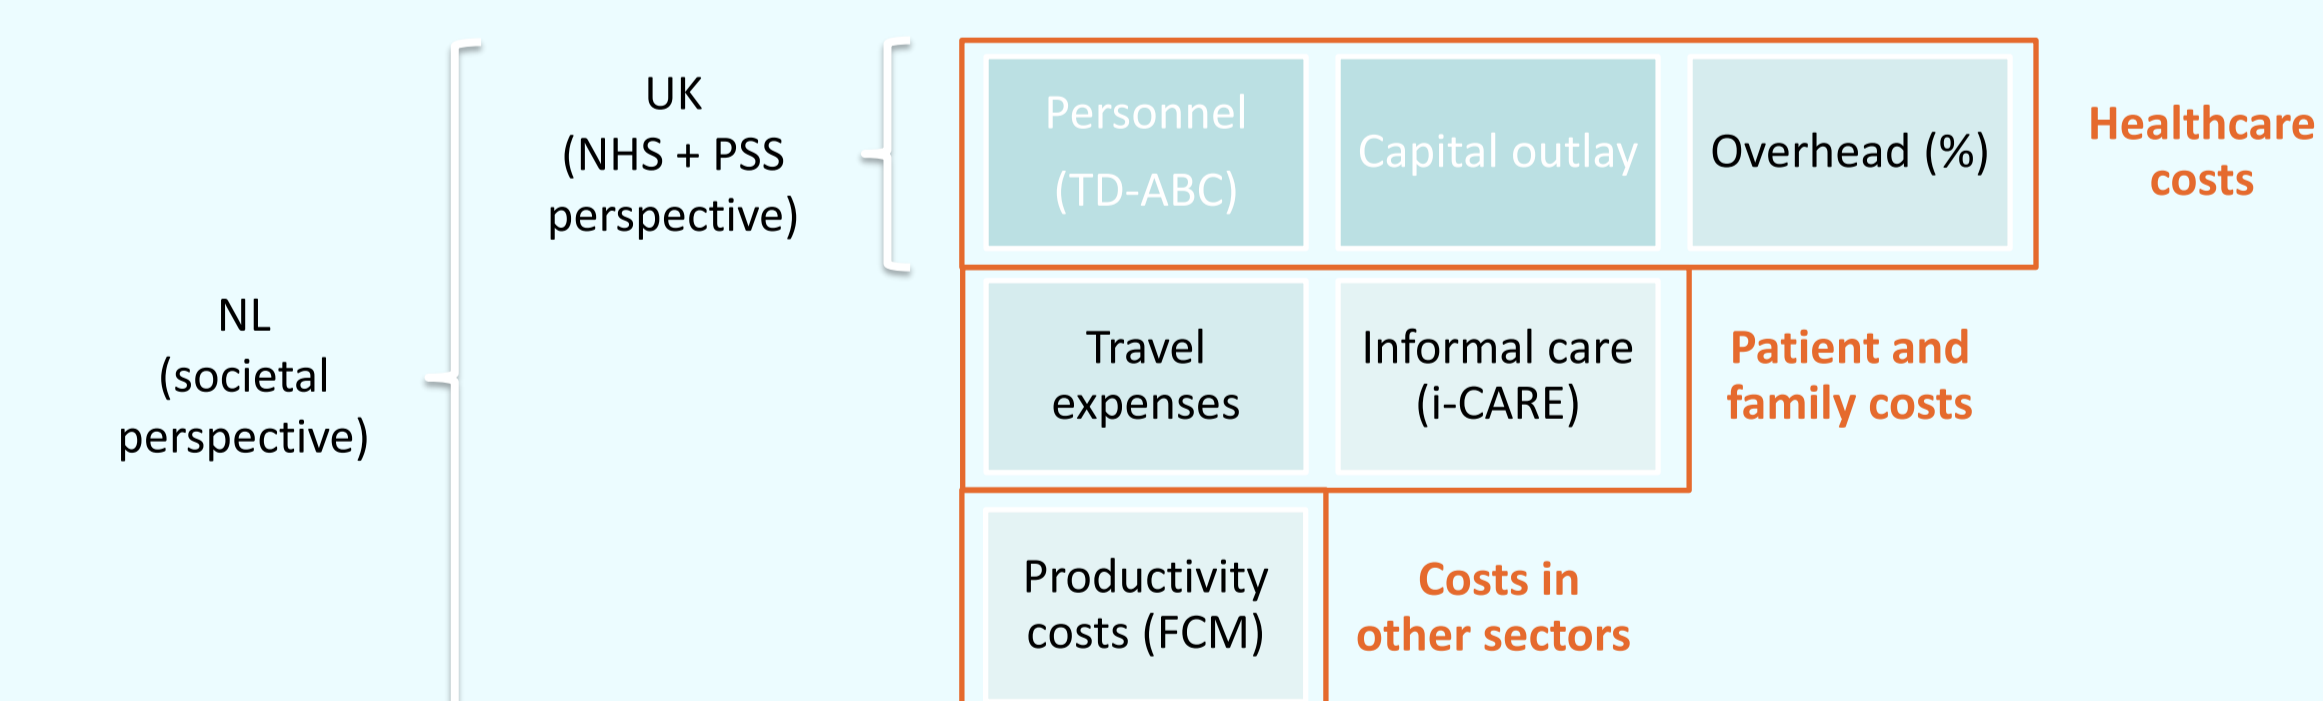 UK
(NHS + PSS
perspective)
Personnel
(TD-ABC)
Capital outlay
Overhead (%)
Healthcare
costs
NL
(societal
perspective)
Travel
expenses
Informal care
(i-CARE)
Patient and
family costs
Productivity
costs (FCM)
Costs in
other sectors